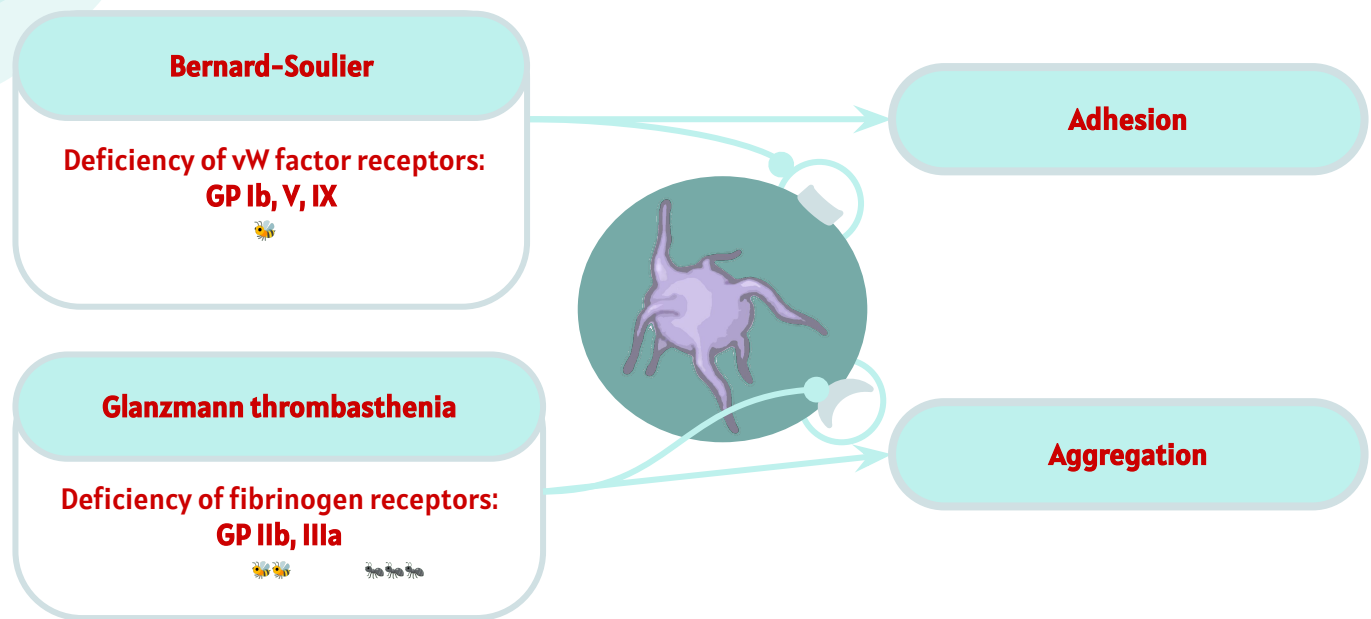 Bernard-Soulier
Deficiency of vW factor receptors:
GP Ib, V, IX
🐝
Adhesion
Glanzmann thrombasthenia
Deficiency of fibrinogen receptors:
GP IIb, IIIa
🐝🐝 🐜🐜🐜
Aggregation